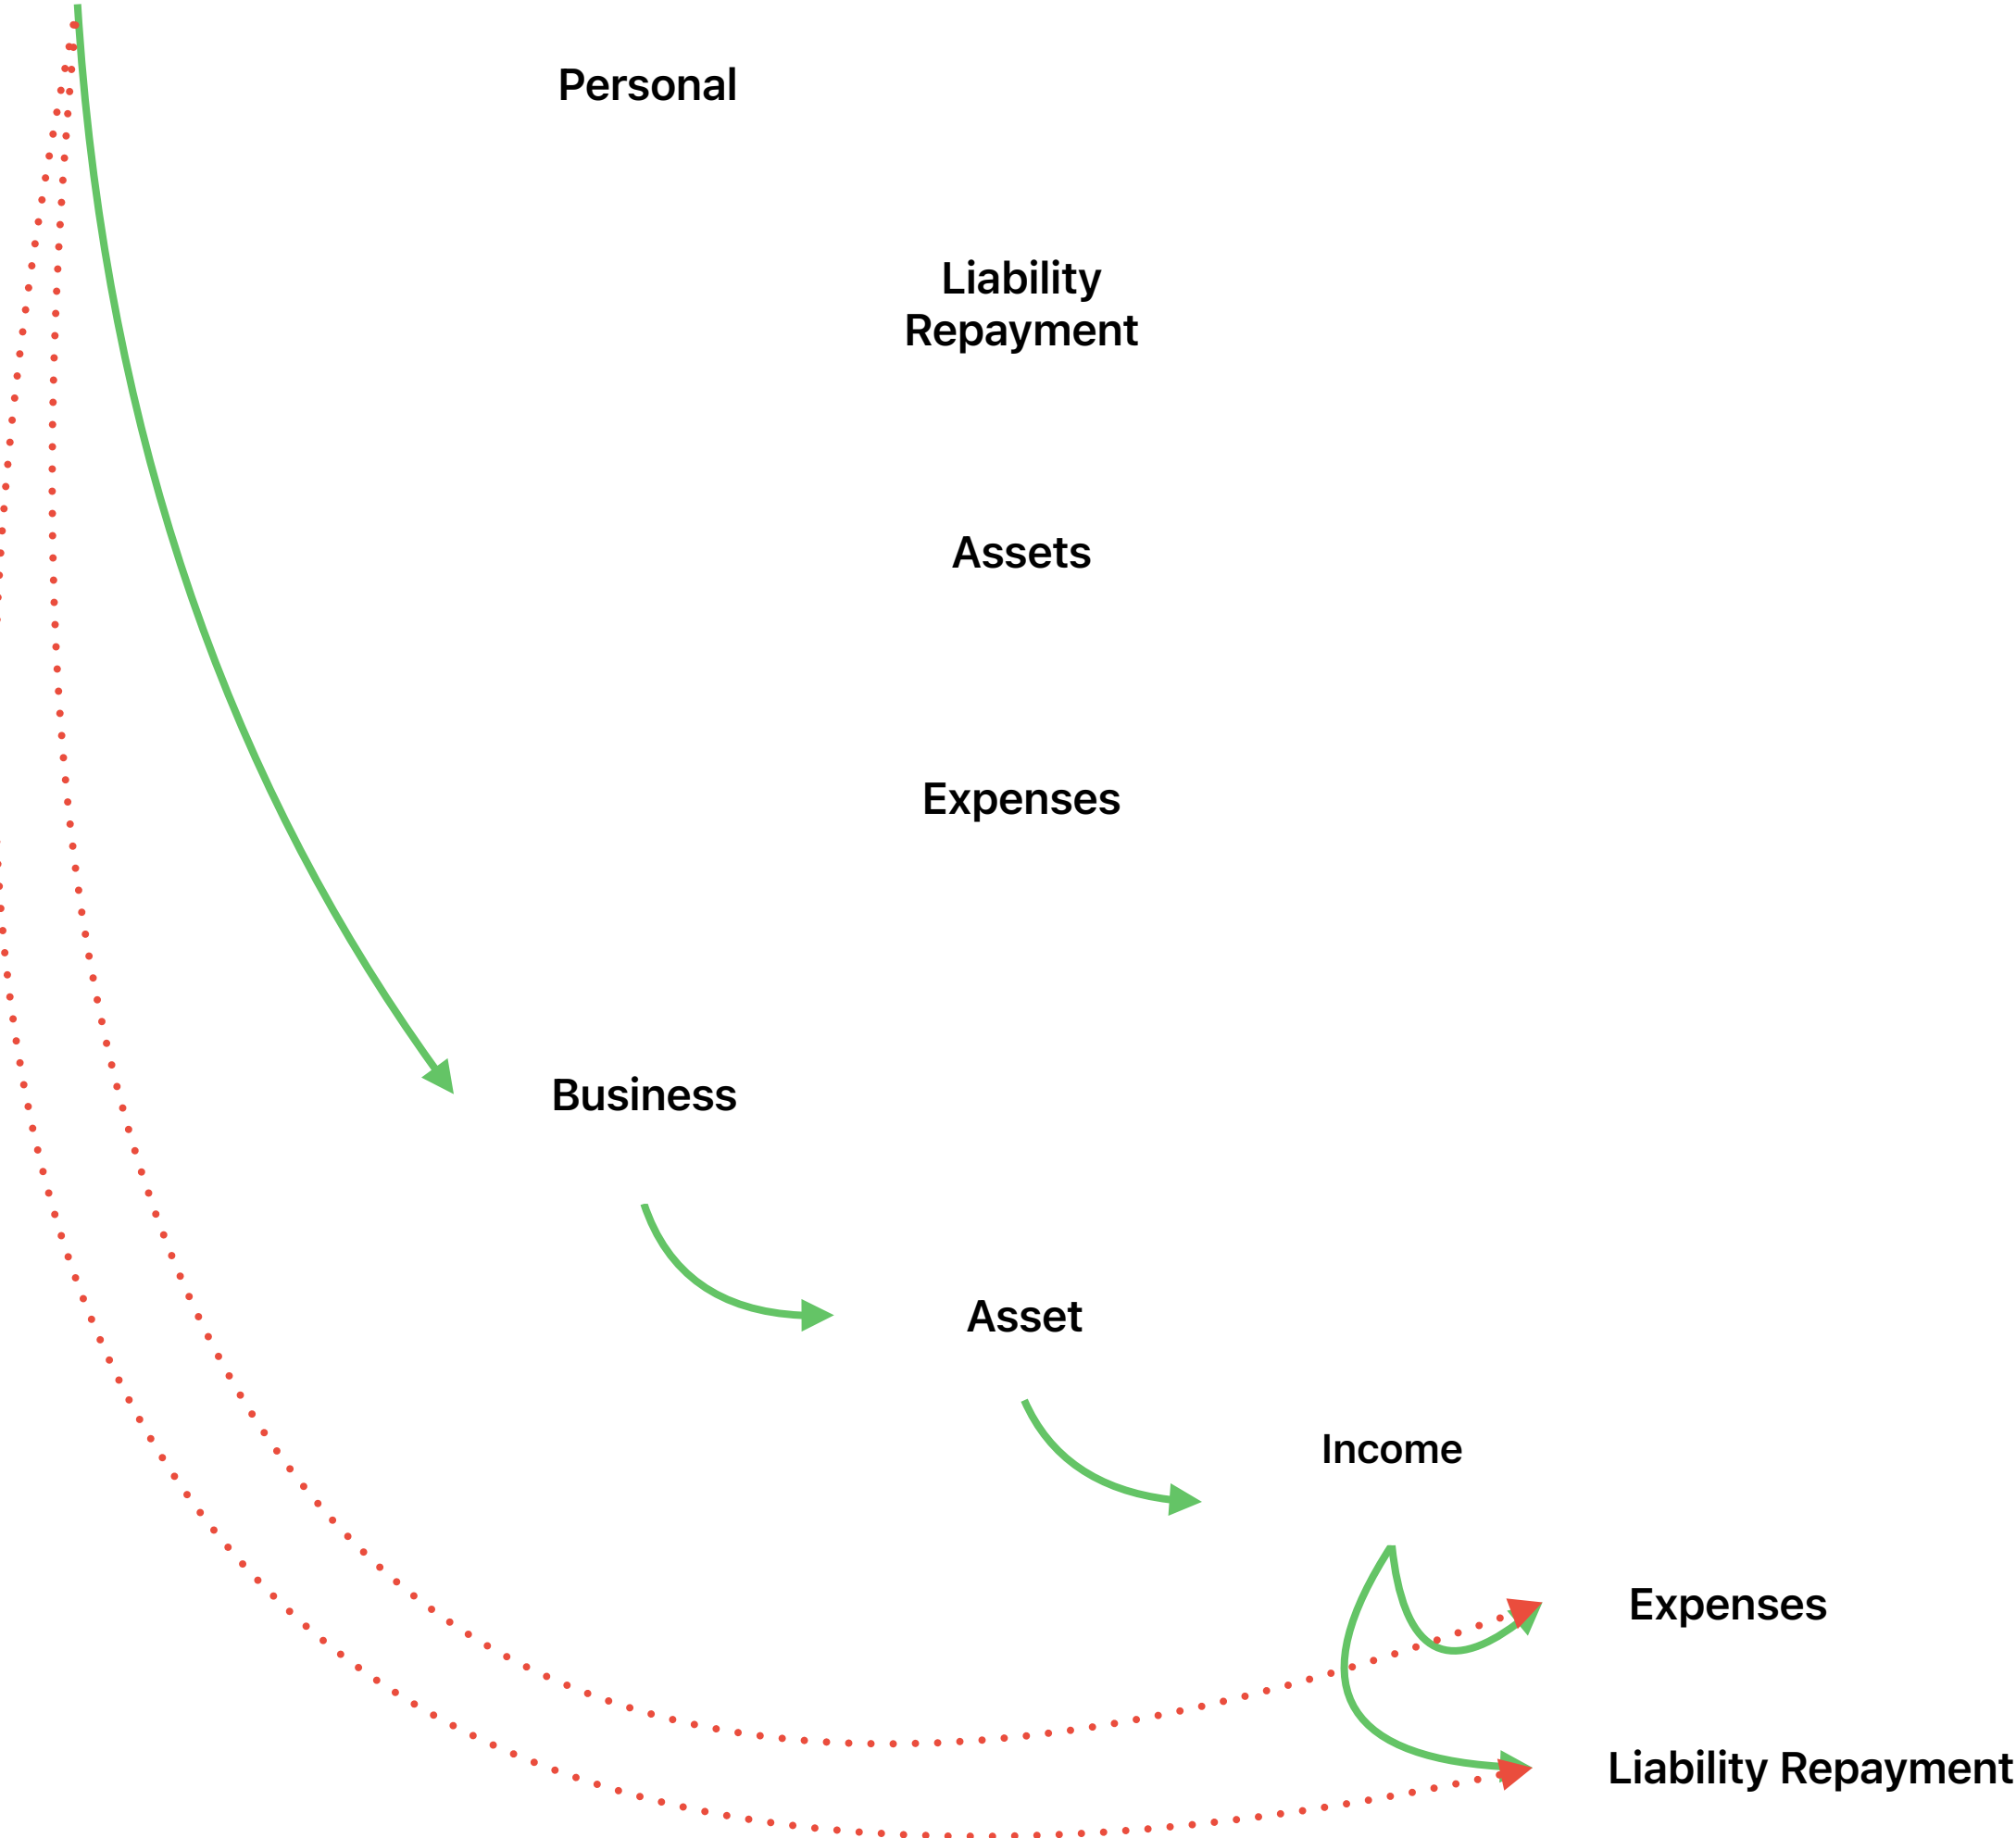 Personal
Liability
Repayment
Assets
Expenses
Business
Asset
Income
Expenses
Liability Repayment